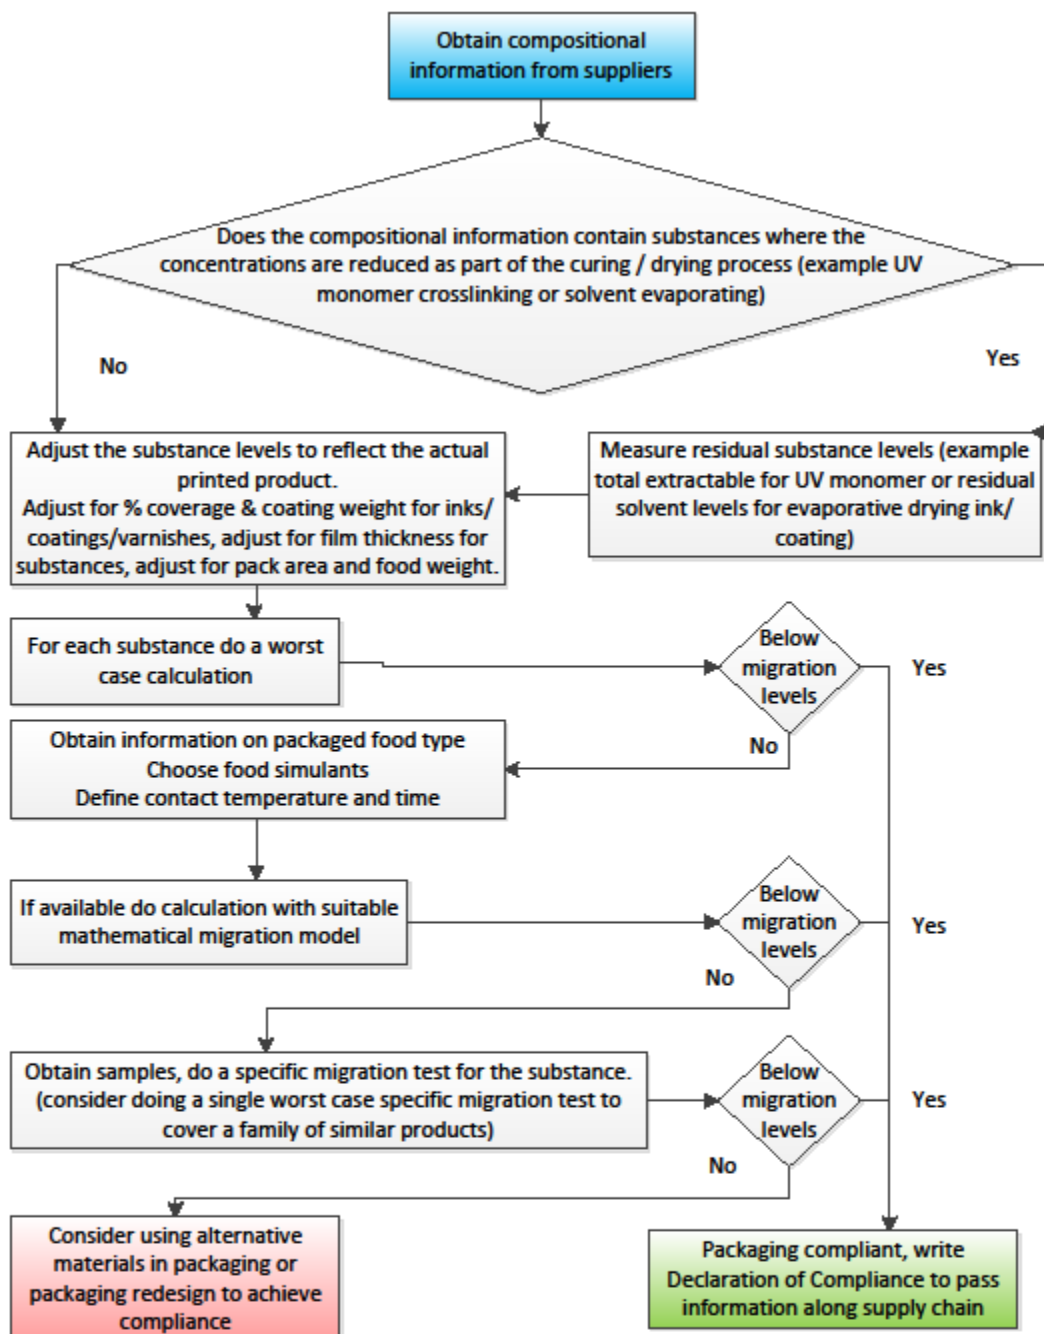 Obtain compositional
information from suppliers
Does the compositional information contain substances where the
concentrations are reduced as part of the curing / drying process (example UV
monomer crosslinking or solvent evaporating)
No
Yes
Adjust the substance levels to reflect the actual
printed product.
Adjust for % coverage & coating weight for inks/
coatings/varnishes, adjust for film thickness for
substances, adjust for pack area and food weight.
Measure residual substance levels (example
total extractable for UV monomer or residual
solvent levels for evaporative drying ink/
coating)
For each substance do a worst
case calculation
Below
migration
levels
Yes
No
Obtain information on packaged food type
Choose food simulants
Define contact temperature and time
If available do calculation with suitable
mathematical migration model
Below
migration
levels
Yes
No
Obtain samples, do a specific migration test for the substance.
(consider doing a single worst case specific migration test to
cover a family of similar products)
Below
migration
levels
Yes
No
Consider using alternative
materials in packaging or
packaging redesign to achieve
compliance
Packaging compliant, write
Declaration of Compliance to pass
information along supply chain